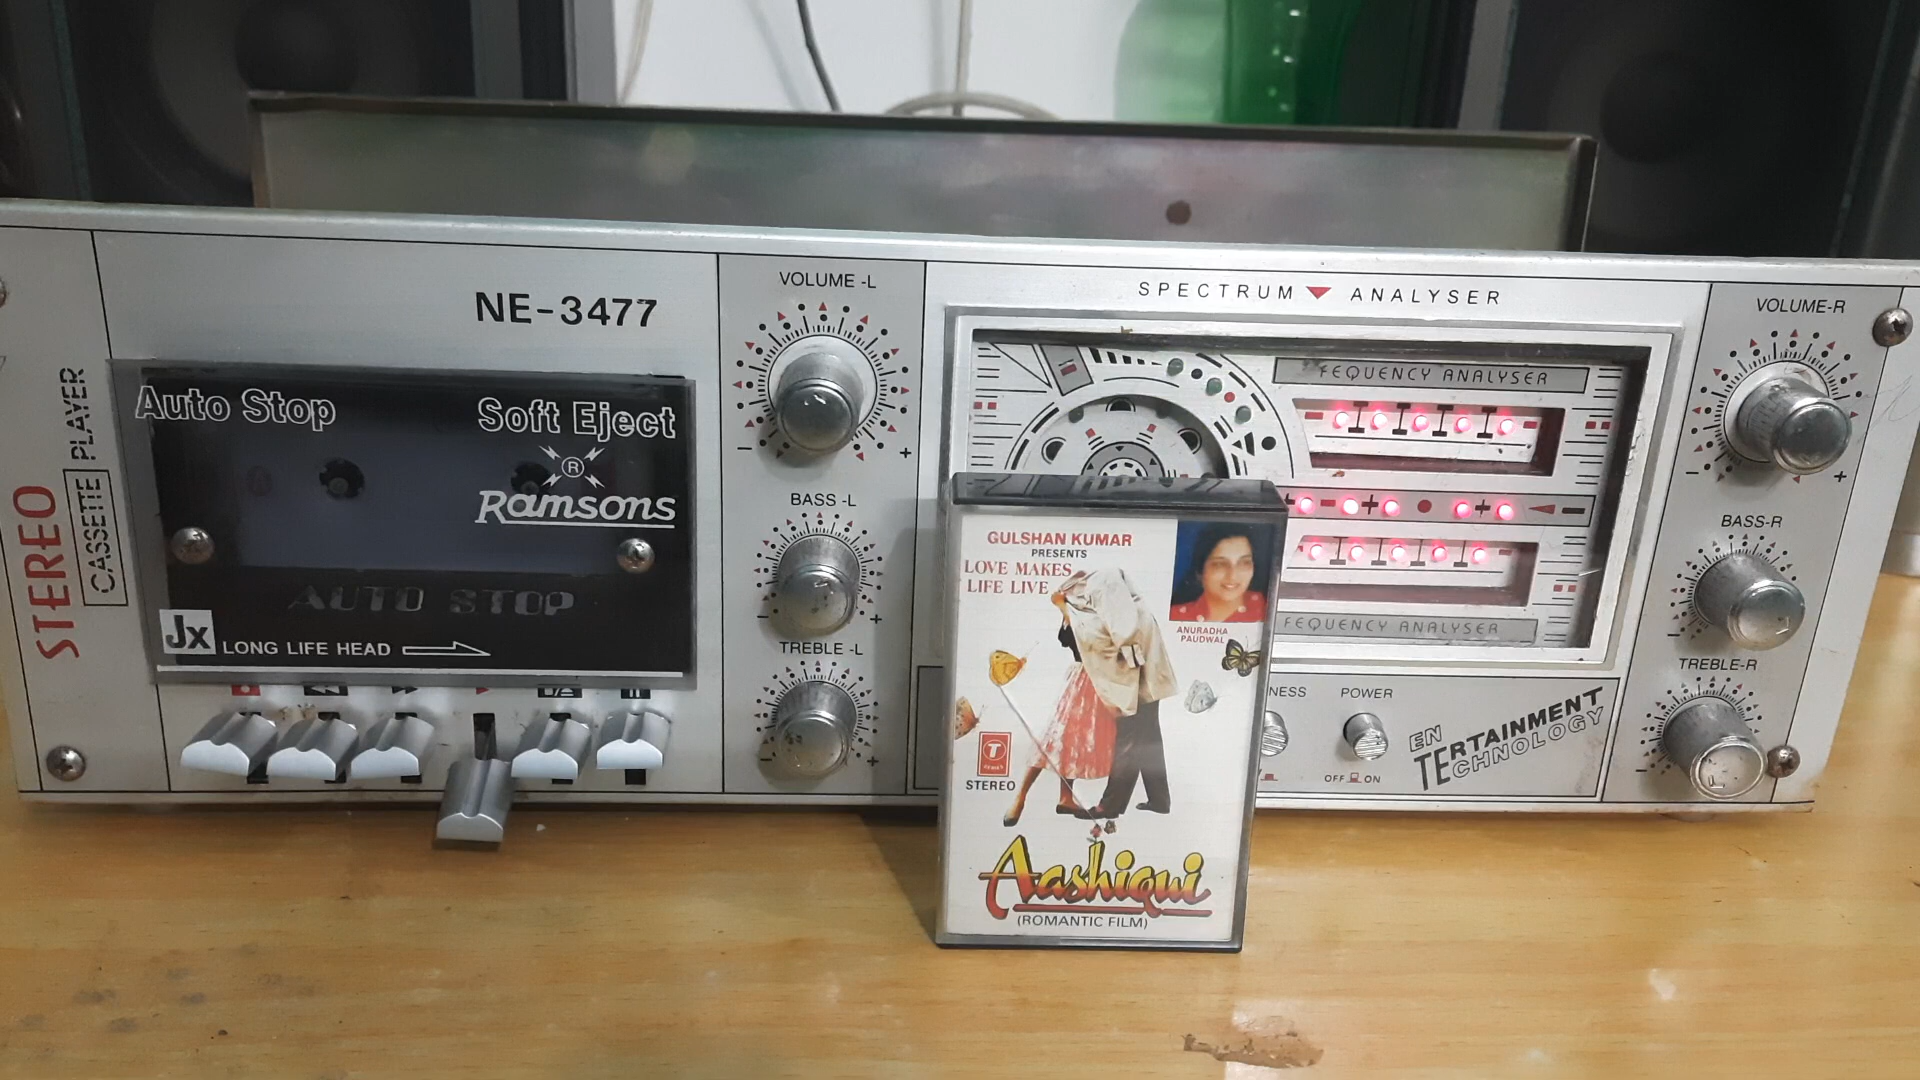 STEREO
CASSETTE PLAYER
NE-3477
Auto Stop
Soft Eject
R
Ramsons
AUTO STOP
Jx
LONG LIFE HEAD
VOLUME -L
- +
BASS -L
- +
TREBLE -L
- +
SPECTRUM ANALYSER
FEQUENCY ANALYSER
FEQUENCY ANALYSER
NESS
POWER
OFF ON
ENTERTAINMENT
TECHNOLOGY
VOLUME-R
- +
BASS-R
- +
TREBLE-R
- +
GULSHAN KUMAR
PRESENTS
LOVE MAKES
LIFE LIVE
ANURADHA
PAUDWAL
T
SERIES
STEREO
Aashiqui
(ROMANTIC FILM)